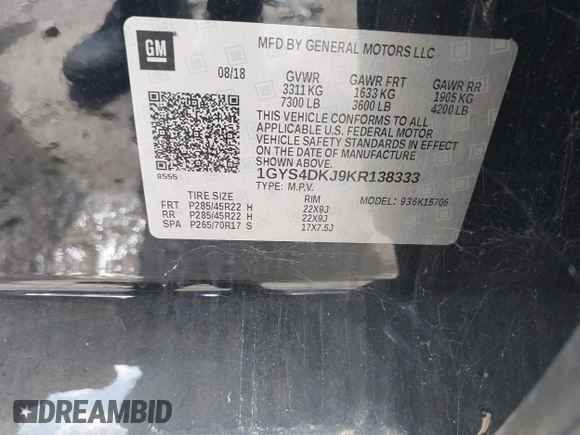 GM
MFD BY GENERAL MOTORS LLC
08/18
GVWR GAWR FRT GAWR RR
3311 KG 1633 KG 1905 KG
7300 LB 3600 LB 4200 LB
THIS VEHICLE CONFORMS TO ALL
APPLICABLE U.S. FEDERAL MOTOR
VEHICLE SAFETY STANDARDS IN EFFECT
ON THE DATE OF MANUFACTURE
SHOWN ABOVE.
8555
1GYS4DKJ9KR138333
TYPE: M.P.V. MODEL: 936K15706
TIRE SIZE RIM
FRT P285/45R22 H 22X9J
RR P285/45R22 H 22X9J
SPA P265/70R17 S 17X7.5J
DREAMBID